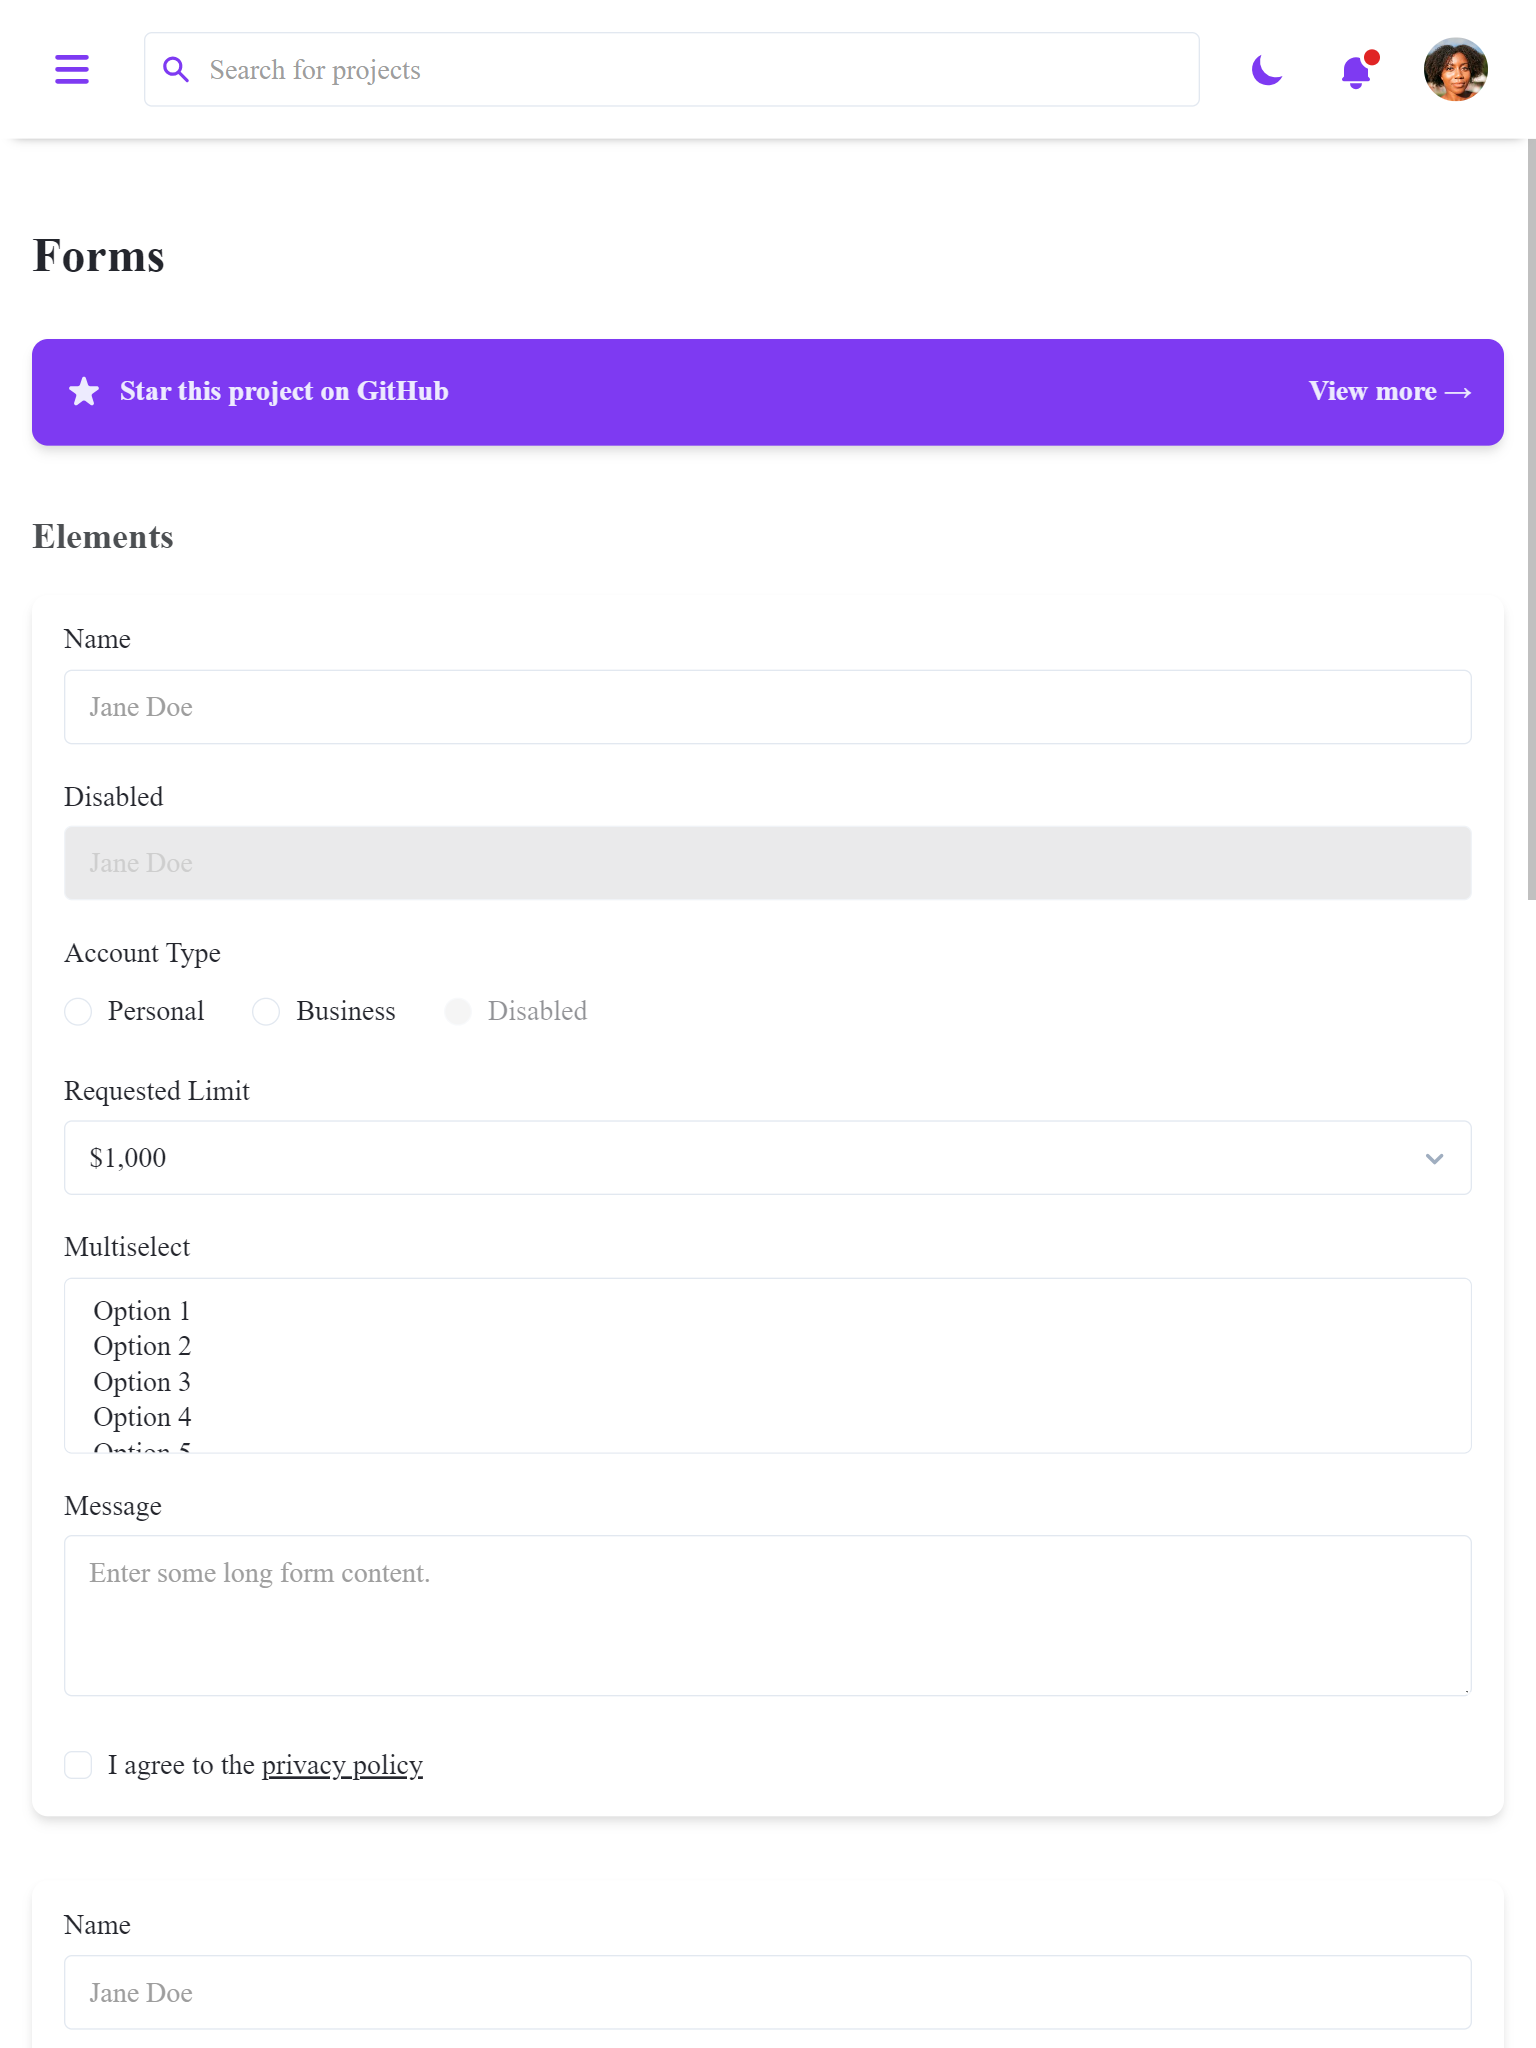 Search for projects
Forms
Star this project on GitHub
View more →
Elements
Name
Jane Doe
Disabled
Jane Doe
Account Type
Personal
Business
Disabled
Requested Limit
$1,000
Multiselect
Option 1
Option 2
Option 3
Option 4
Option 5
Message
Enter some long form content.
I agree to the privacy policy
Name
Jane Doe